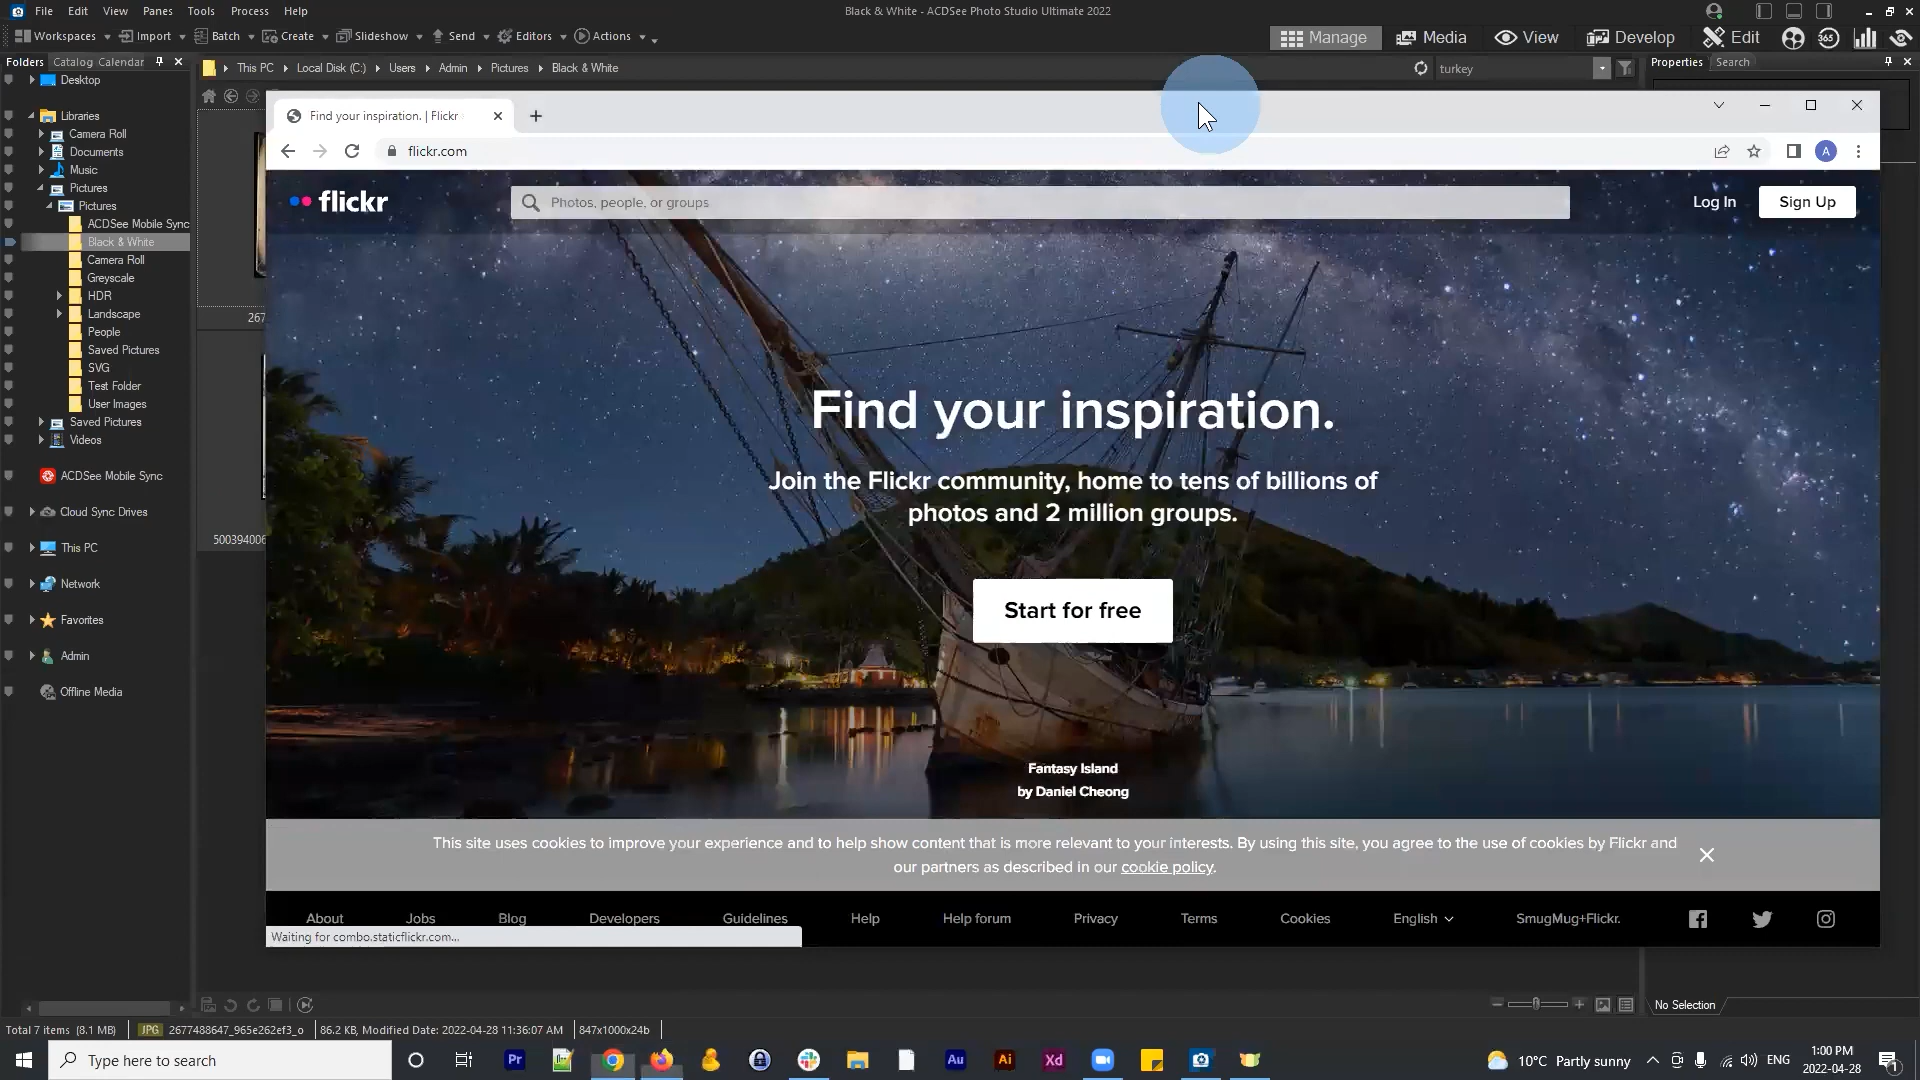 File Edit View Panes Tools Process Help
Black & White - ACDSee Photo Studio Ultimate 2022
Workspaces Import Batch Create Slideshow Send Editors Actions
Manage Media View Develop Edit 365
Folders Catalog Calendar
This PC Local Disk (C:) Users Admin Pictures Black & White
turkey
Properties Search
Desktop
Libraries
Camera Roll
Documents
Music
Pictures
Pictures
ACDSee Mobile Sync
Black & White
Camera Roll
Greyscale
HDR
Landscape
People
Saved Pictures
SVG
Test Folder
User Images
Saved Pictures
Videos
ACDSee Mobile Sync
Cloud Sync Drives
This PC
Network
Favorites
Admin
Offline Media
267
500394006
Find your inspiration. | Flickr
flickr.com
A
flickr
Photos, people, or groups
Log In
Sign Up
Find your inspiration.
Join the Flickr community, home to tens of billions of
photos and 2 million groups.
Start for free
Fantasy Island
by Daniel Cheong
This site uses cookies to improve your experience and to help show content that is more relevant to your interests. By using this site, you agree to the use of cookies by Flickr and
our partners as described in our cookie policy.
About Jobs Blog Developers Guidelines Help Help forum Privacy Terms Cookies English SmugMug+Flickr.
Waiting for combo.staticflickr.com...
No Selection
Total 7 items (8.1 MB) JPG 2677488647_965e262ef3_o 86.2 KB, Modified Date: 2022-04-28 11:36:07 AM 847x1000x24b
Type here to search
Pr Au Ai Xd
10°C Partly sunny
ENG
1:00 PM
2022-04-28
1